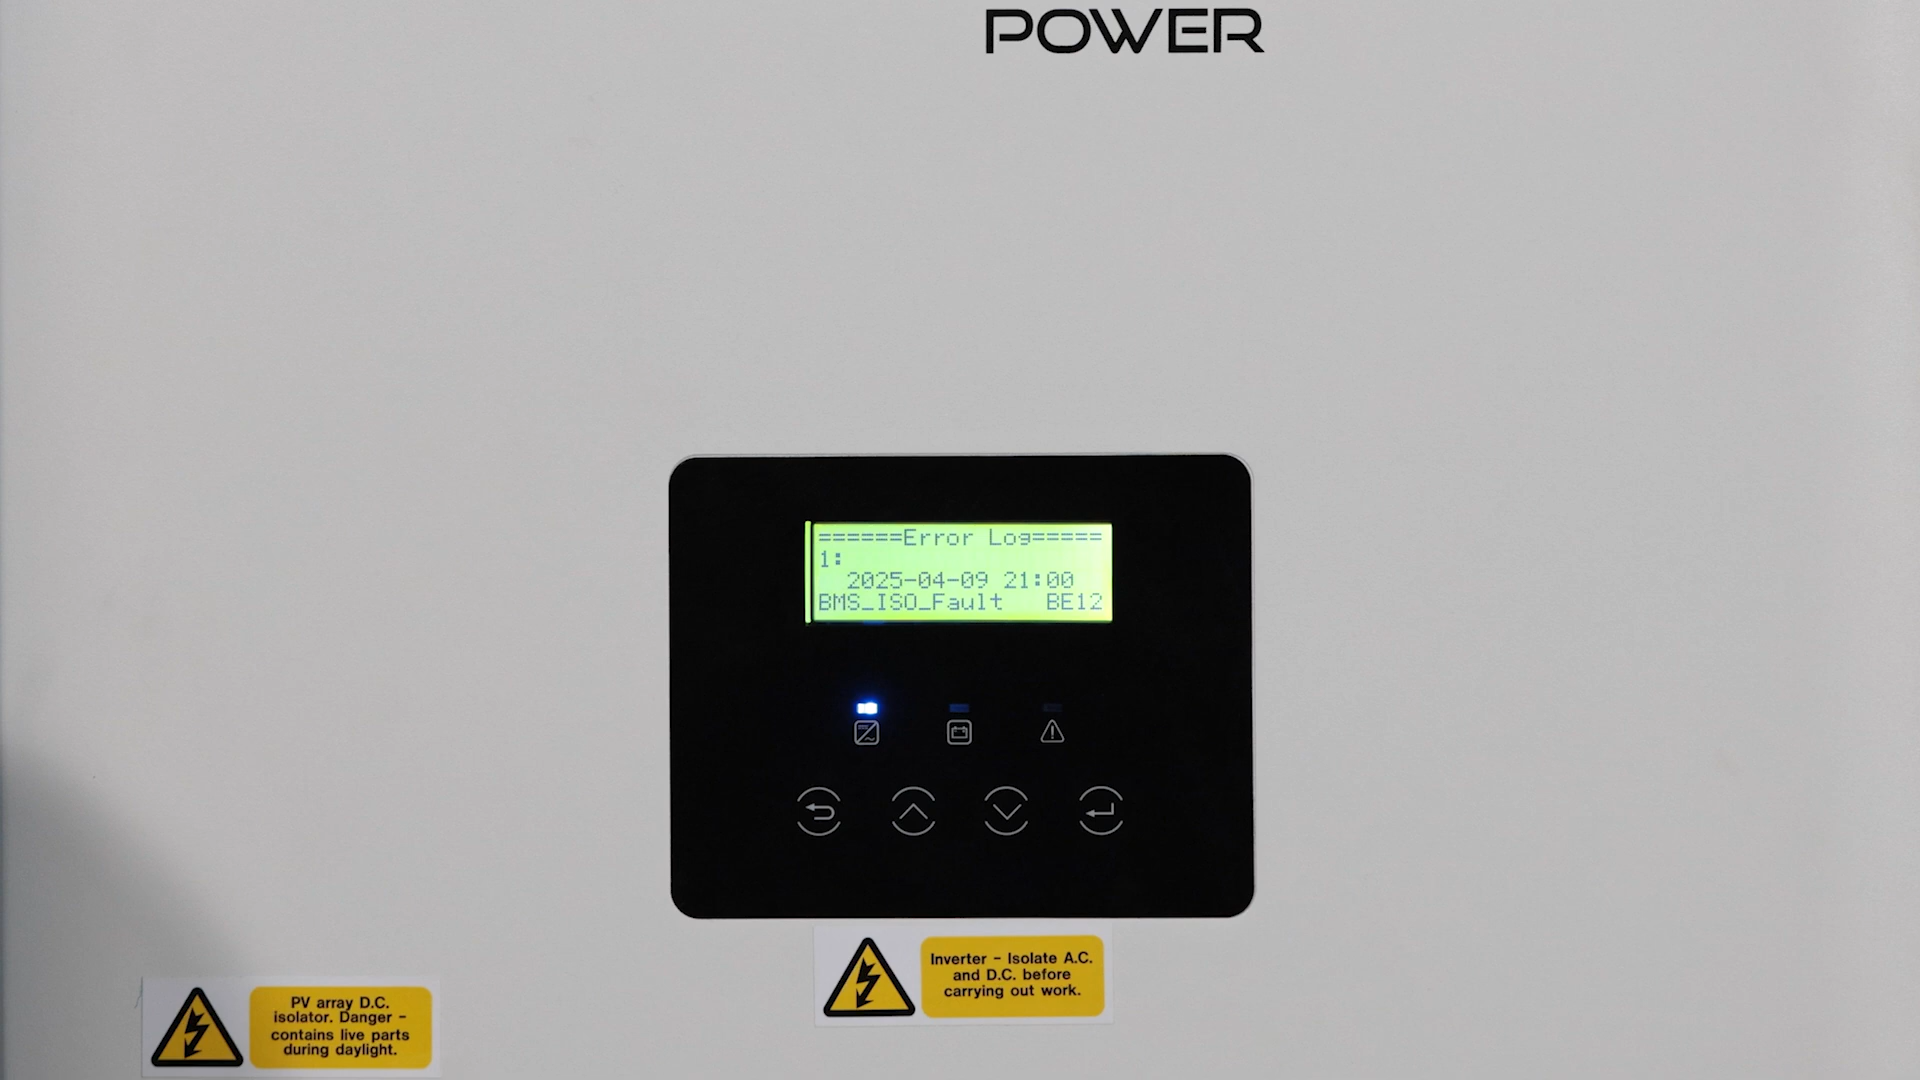 POWER
======Error Log=====
1:
2025-04-09 21:00
BMS_ISO_Fault BE12
Inverter - Isolate A.C.
and D.C. before
carrying out work.
PV array D.C.
isolator. Danger -
contains live parts
during daylight.